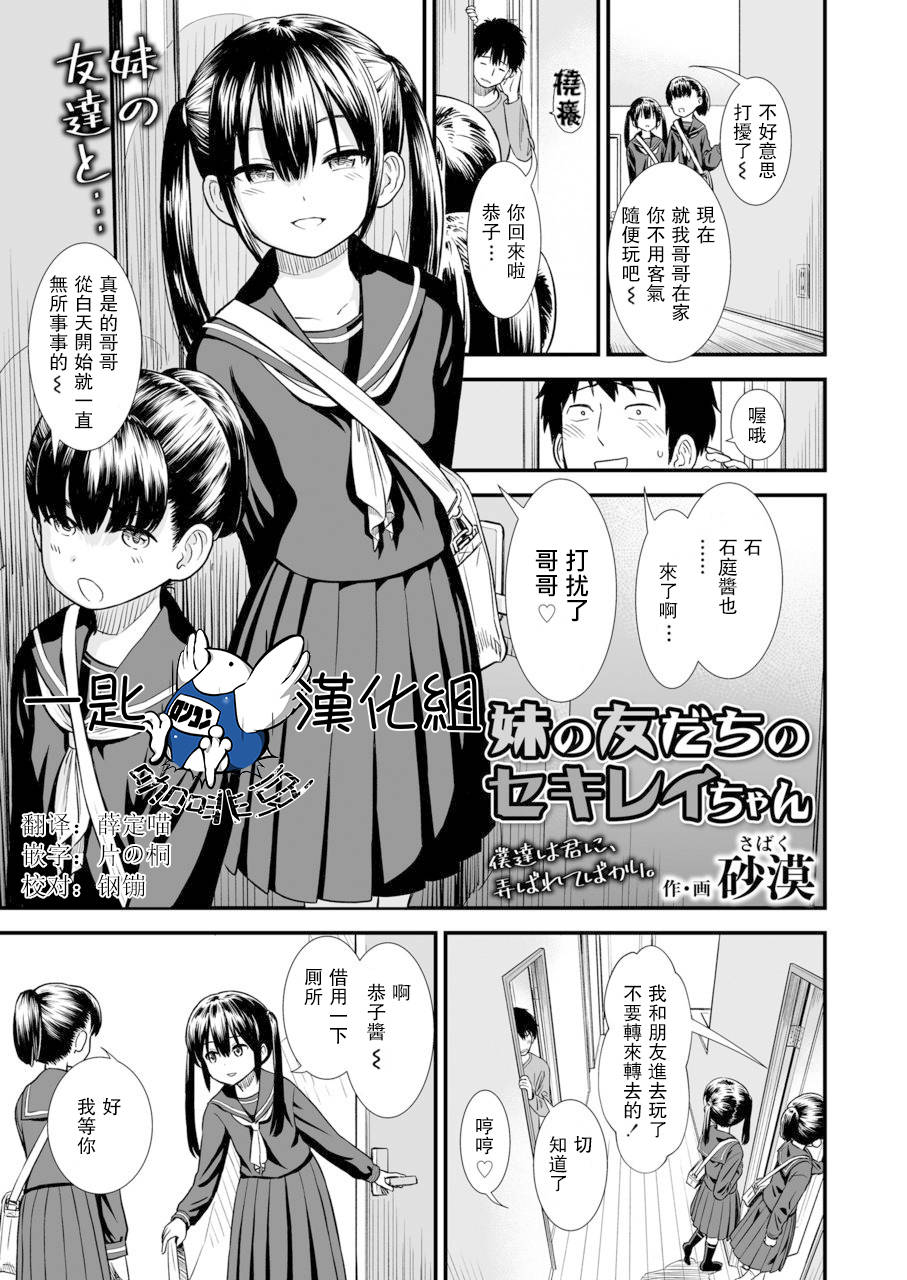 不好意思
打擾了~
現在
就我哥哥在家
你不用客氣
隨便玩吧~
你回來啦
恭子…
妹の
友達と…
喔哦
真是的哥哥
從白天開始就一直
無所事事的~
石
石庭醬也
……
來了啊…
打扰了
哥哥♡
一匙
漢化組
ロリコン
妹の友だちの
セキレイちゃん
僕達は君に、
弄ばれてばかり。
作・画
砂漠
さばく
翻译：薛定喵
嵌字：片の桐
校对：钢镚
我和朋友進去玩了
不要轉來轉去的！
切
知道了
哼哼
♡
啊
恭子醬~
借用一下
厠所
好
我等你